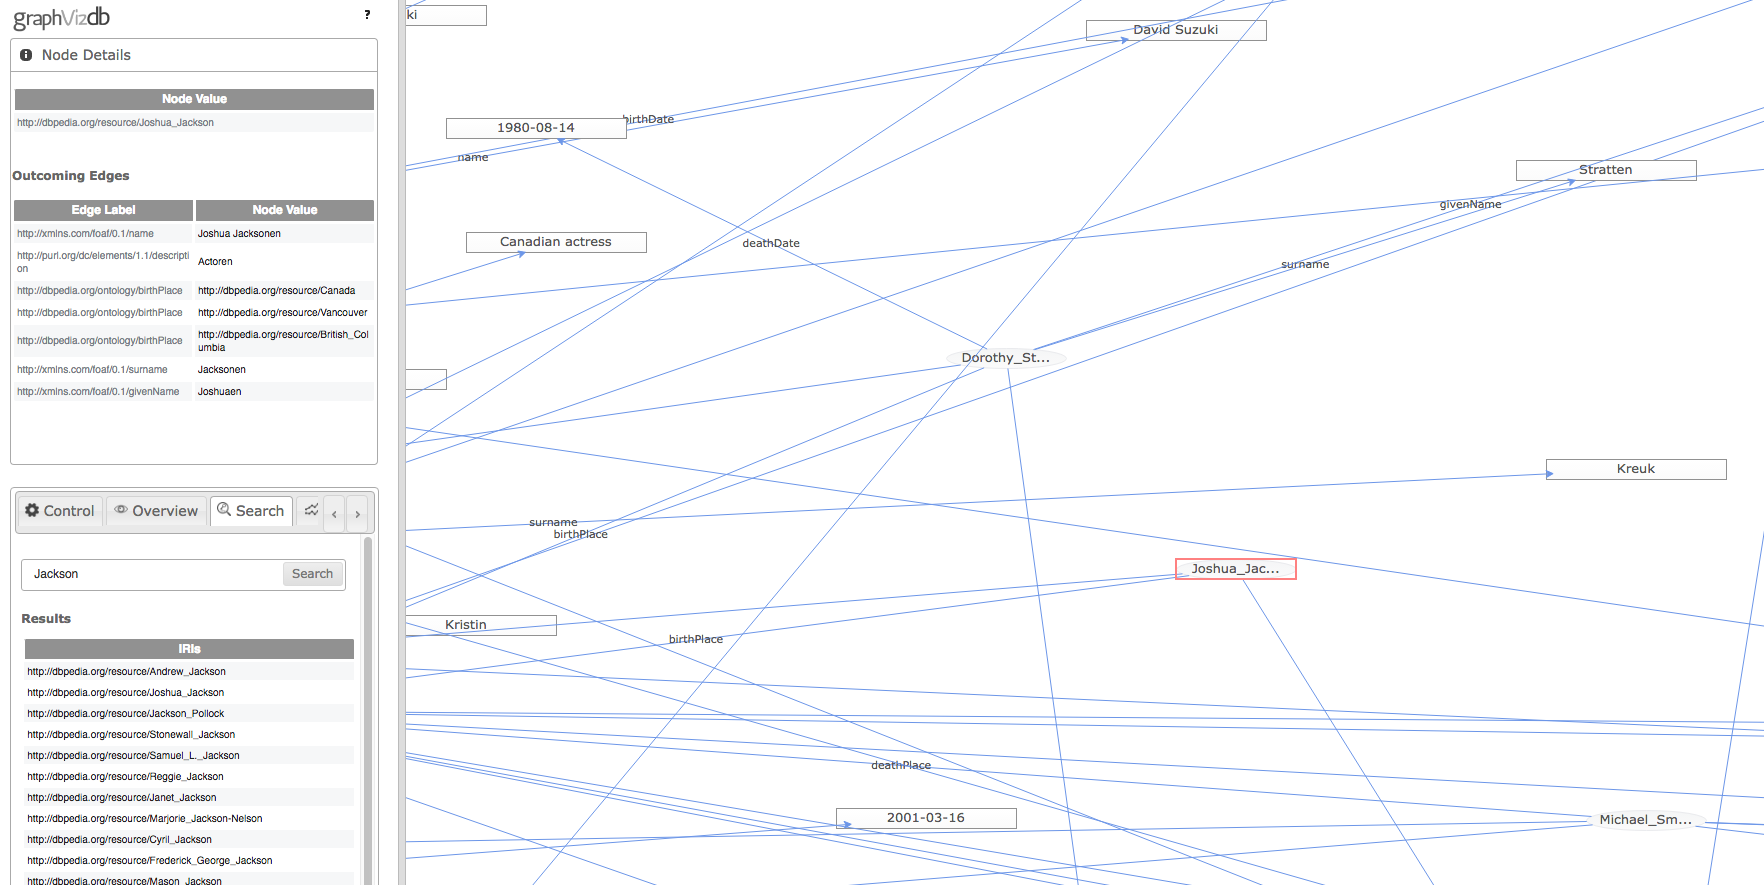 graphVizdb
?
Node Details
Node Value
http://dbpedia.org/resource/Joshua_Jackson
Outcoming Edges
Edge Label Node Value
http://xmlns.com/foaf/0.1/name Joshua Jacksonen
http://purl.org/dc/elements/1.1/descripti
on
Actoren
http://dbpedia.org/ontology/birthPlace http://dbpedia.org/resource/Canada
http://dbpedia.org/ontology/birthPlace http://dbpedia.org/resource/Vancouver
http://dbpedia.org/ontology/birthPlace
http://dbpedia.org/resource/British_Col
umbia
http://xmlns.com/foaf/0.1/surname Jacksonen
http://xmlns.com/foaf/0.1/givenName Joshuaen
Control Overview Search ‹ ›
Jackson
Search
Results
IRIs
http://dbpedia.org/resource/Andrew_Jackson
http://dbpedia.org/resource/Joshua_Jackson
http://dbpedia.org/resource/Jackson_Pollock
http://dbpedia.org/resource/Stonewall_Jackson
http://dbpedia.org/resource/Samuel_L._Jackson
http://dbpedia.org/resource/Reggie_Jackson
http://dbpedia.org/resource/Janet_Jackson
http://dbpedia.org/resource/Marjorie_Jackson-Nelson
http://dbpedia.org/resource/Cyril_Jackson
http://dbpedia.org/resource/Frederick_George_Jackson
http://dbpedia.org/resource/Mason_Jackson
ki
David Suzuki
birthDate
1980-08-14
name
Stratten
givenName
Canadian actress
deathDate
surname
Dorothy_St...
Kreuk
surname
birthPlace
Joshua_Jac...
Kristin
birthPlace
deathPlace
2001-03-16
Michael_Sm...